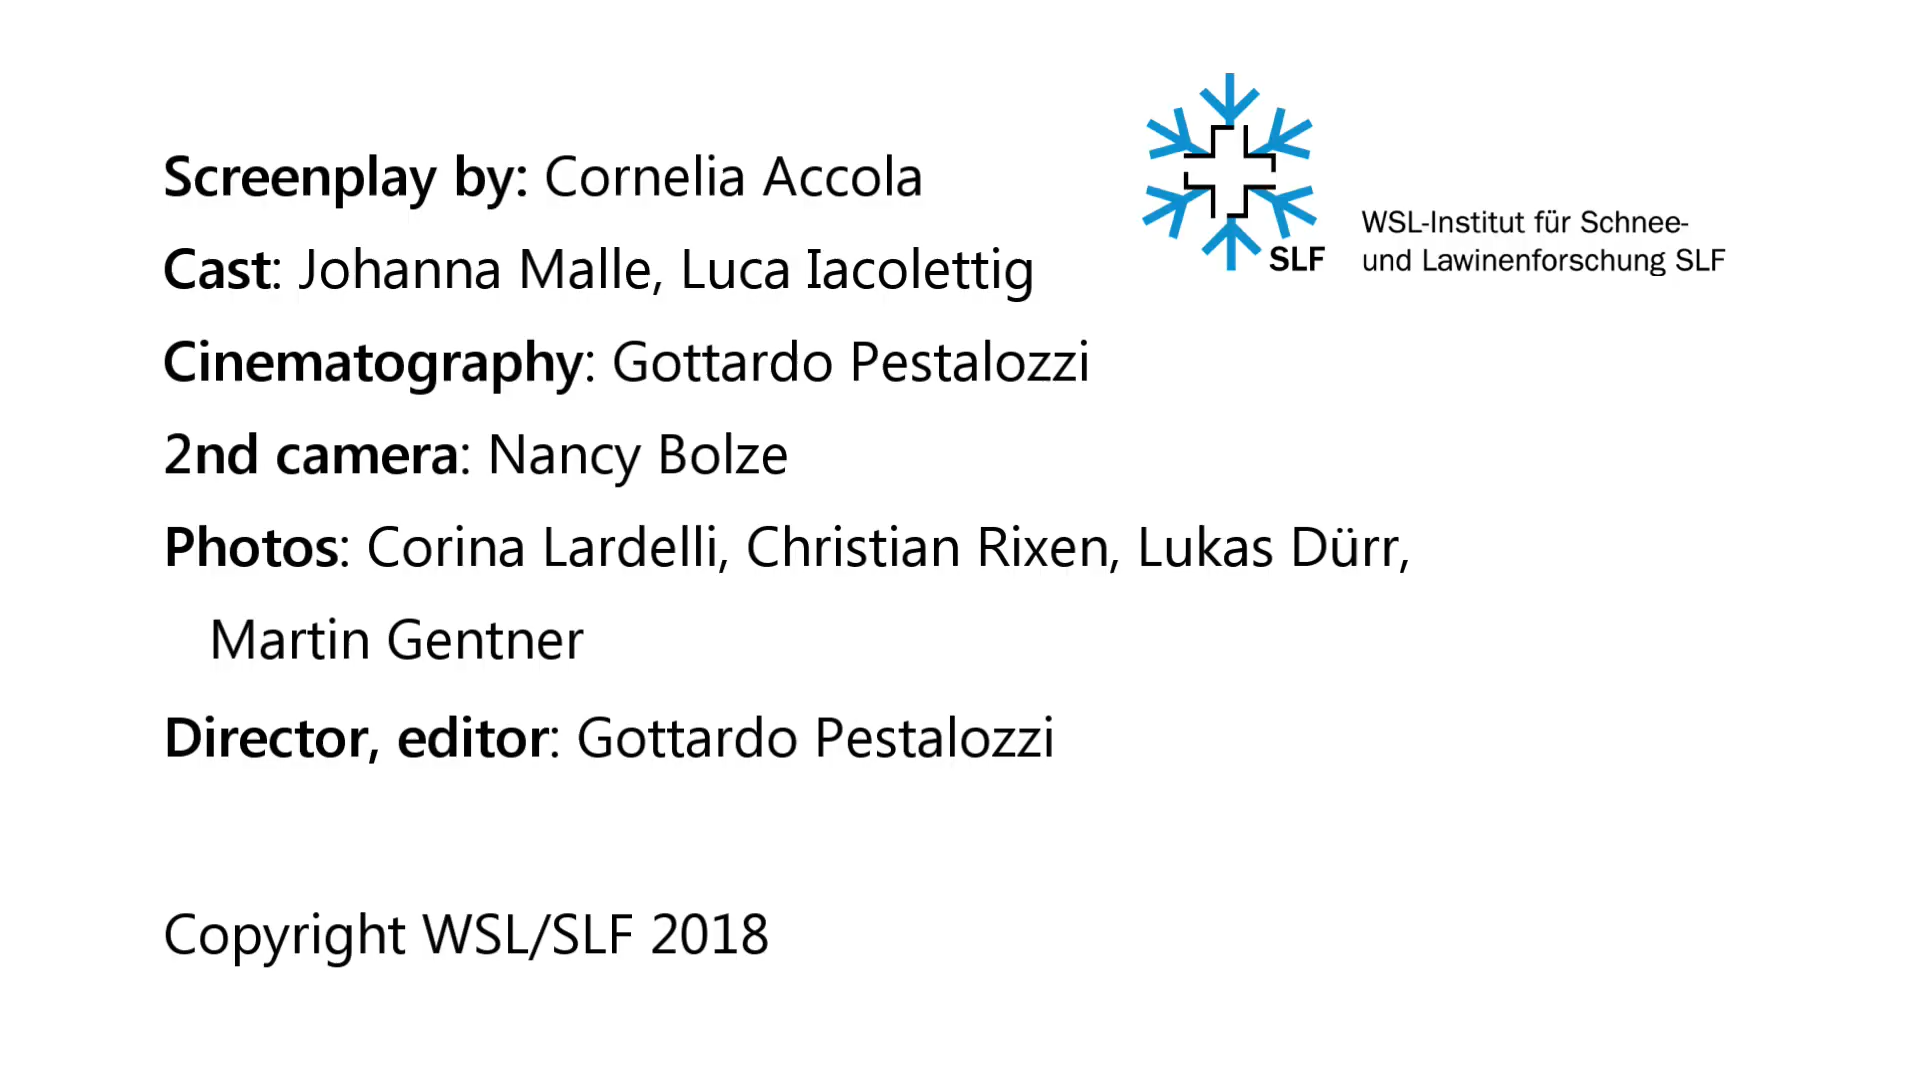 Screenplay by: Cornelia Accola
Cast: Johanna Malle, Luca Iacolettig
Cinematography: Gottardo Pestalozzi
2nd camera: Nancy Bolze
Photos: Corina Lardelli, Christian Rixen, Lukas Dürr,
Martin Gentner
Director, editor: Gottardo Pestalozzi
Copyright WSL/SLF 2018
SLF
WSL-Institut für Schnee-
und Lawinenforschung SLF